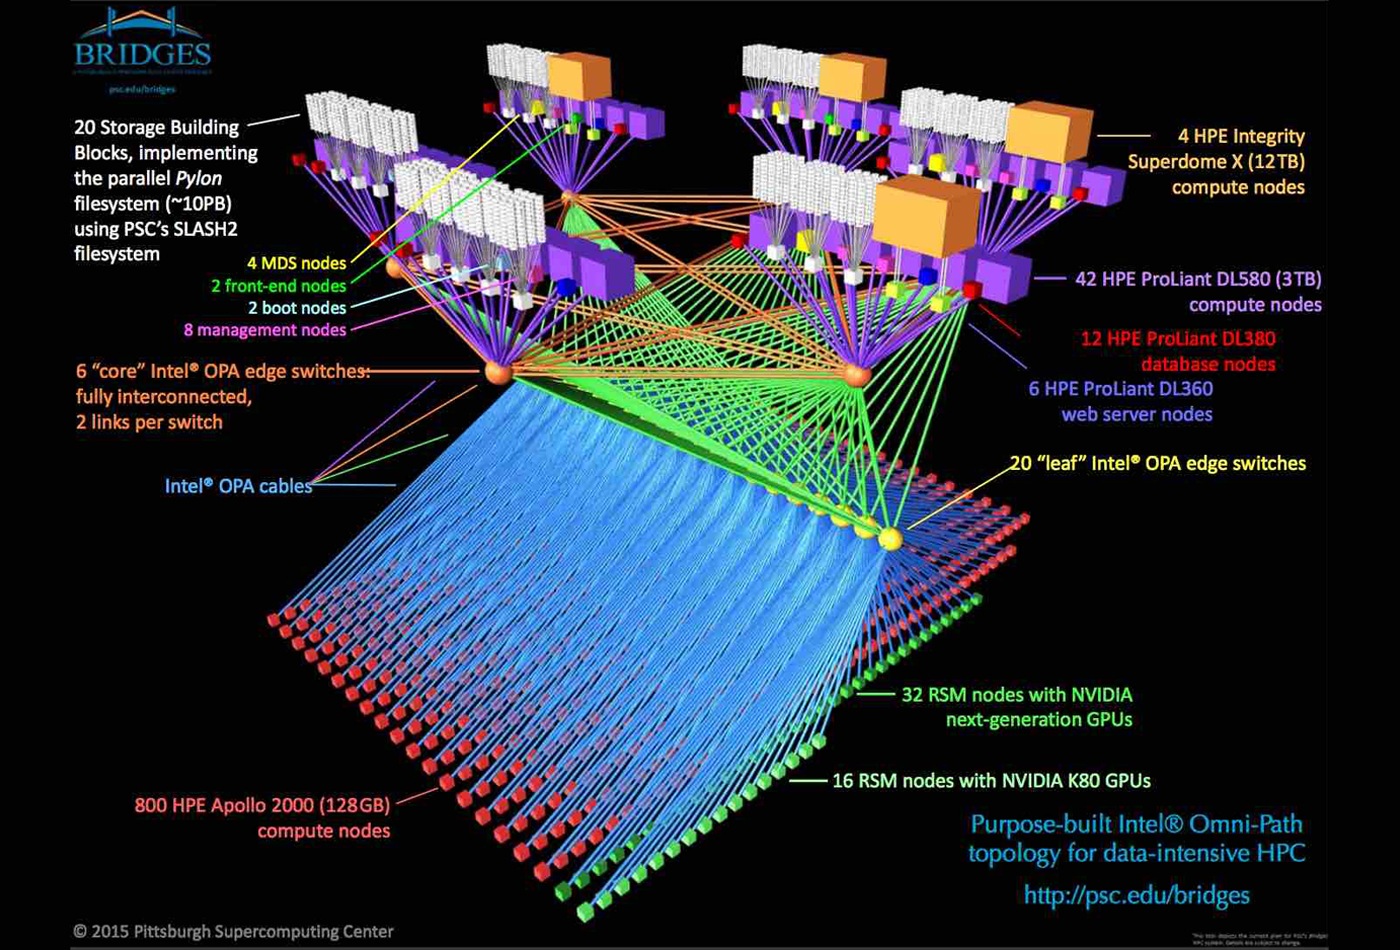 BRIDGES
psc.edu/bridges
20 Storage Building
Blocks, implementing
the parallel Pylon
filesystem (~10PB)
using PSC's SLASH2
filesystem
4 MDS nodes
2 front-end nodes
2 boot nodes
8 management nodes
6 “core” Intel® OPA edge switches:
fully interconnected,
2 links per switch
Intel® OPA cables
800 HPE Apollo 2000 (128GB)
compute nodes
4 HPE Integrity
Superdome X (12TB)
compute nodes
42 HPE ProLiant DL580 (3TB)
compute nodes
12 HPE ProLiant DL380
database nodes
6 HPE ProLiant DL360
web server nodes
20 “leaf” Intel® OPA edge switches
32 RSM nodes with NVIDIA
next-generation GPUs
16 RSM nodes with NVIDIA K80 GPUs
Purpose-built Intel® Omni-Path
topology for data-intensive HPC
http://psc.edu/bridges
© 2015 Pittsburgh Supercomputing Center